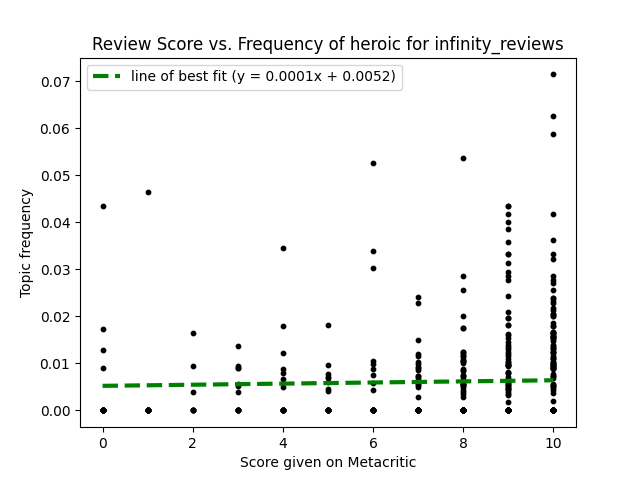 Review Score vs. Frequency of heroic for infinity_reviews
line of best fit (y = 0.0001x + 0.0052)
0.07
0.06
0.05
0.04
0.03
0.02
0.01
0.00
Topic frequency
0 2 4 6 8 10
Score given on Metacritic